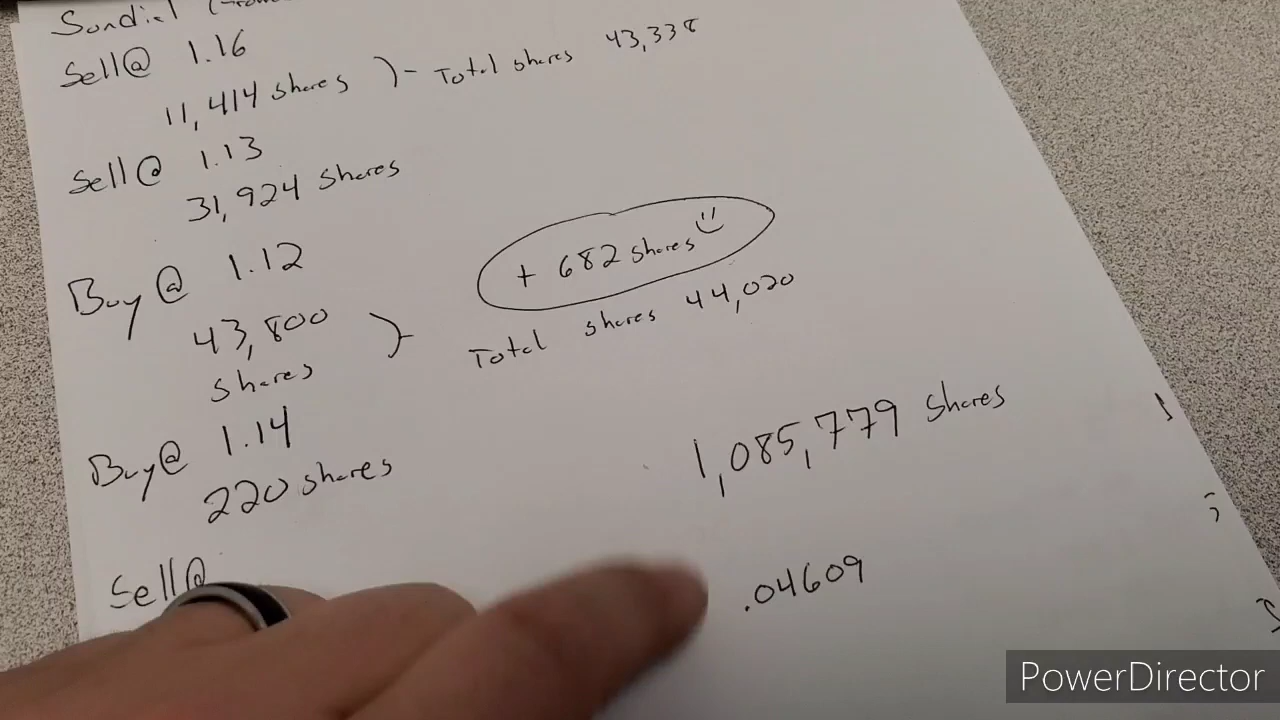 Sundial
Sell@ 1.16
11,414 shares )- Total shares 43,338
Sell@ 1.13
31,924 shares
Buy@ 1.12
+ 682 shares
43,800 )- Total shares 44,020
shares
Buy@ 1.14
220 shares
1,085,779 shares
Sell@
.04609
PowerDirector